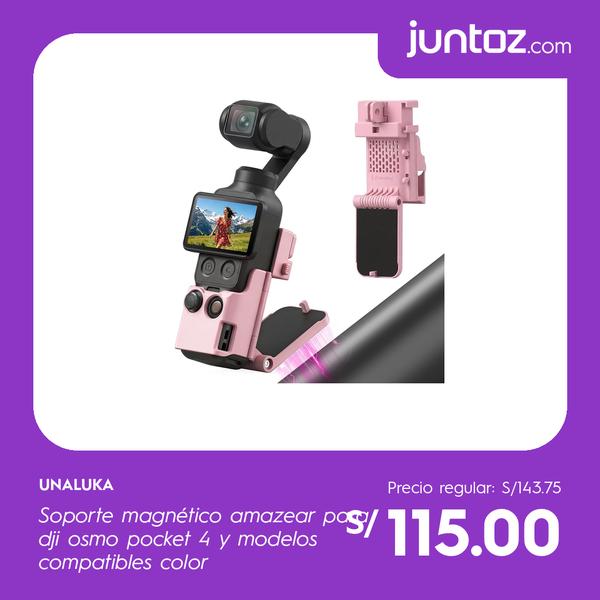 juntoz.com
UNALUKA
Soporte magnético amazear para
dji osmo pocket 4 y modelos
compatibles color
Precio regular: S/143.75
S/ 115.00